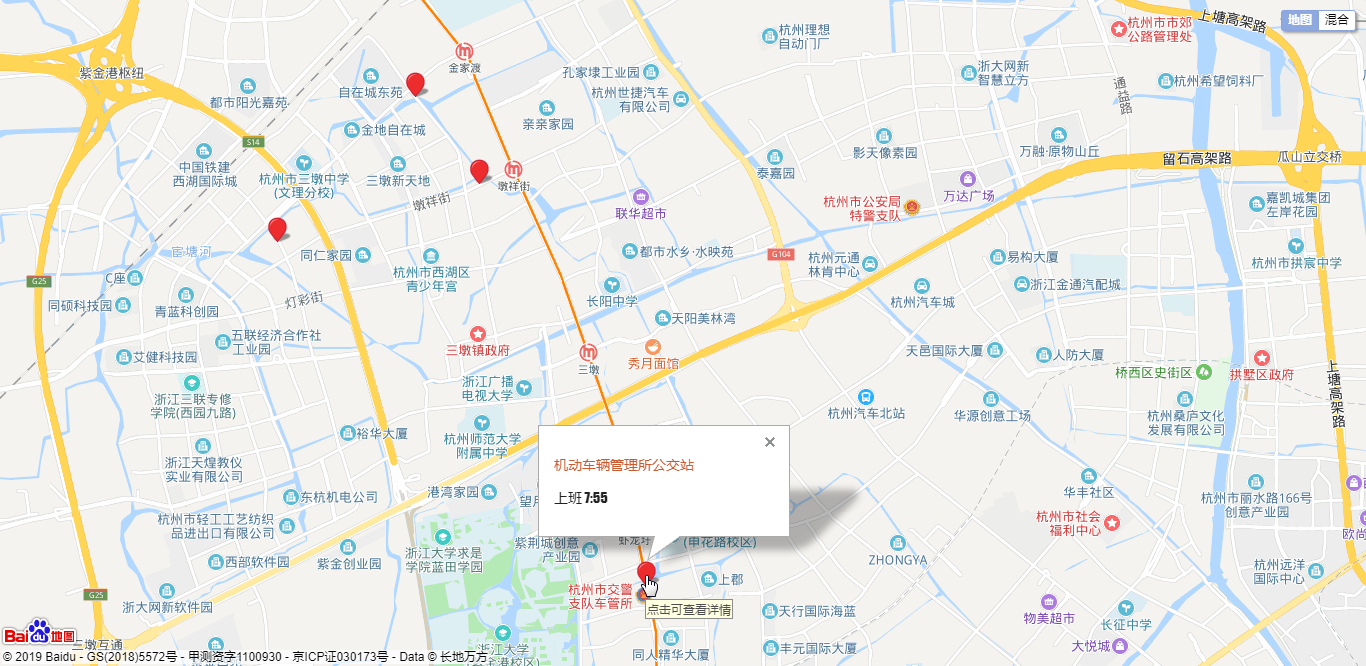 上塘高架路
地图
混合
杭州市市郊
公路管理处
杭州理想
自动门厂
金家渡
紫金港枢纽
自在城东苑
孔家埭工业园
浙大网新
智慧立方
杭州希望饲料厂
通益路
都市阳光嘉苑
杭州世捷汽车
有限公司
亲亲家园
金地自在城
S14
中国铁建
西湖国际城
杭州市三墩中学
(文理分校)
三墩新天地
墩祥街
墩祥街
影天像素园
万融·原物山丘
留石高架路
瓜山立交桥
泰嘉园
联华超市
杭州市公安局
特警支队
万达广场
嘉凯城集团
左岸花园
宦塘河
同仁家园
都市水乡·水映苑
G104
杭州元通
林肯中心
易构大厦
杭州市拱宸中学
C座
G25
杭州市西湖区
青少年宫
长阳中学
杭州汽车城
浙江金通汽配城
同硕科技园
青蓝科创园
灯彩街
天阳美林湾
五联经济合作社
工业园
艾健科技园
三墩镇政府
三墩
秀月面馆
天邑国际大厦
人防大厦
桥西区史街区
拱墅区政府
上塘高架路
浙江三联专修
学院(西园九路)
浙江广播
电视大学
杭州汽车北站
华源创意工场
杭州桑庐文化
发展有限公司
裕华大厦
杭州师范大学
附属中学
机动车辆管理所公交站
上班 7:55
浙江天煌教仪
实业有限公司
东杭机电公司
港湾家园
华丰社区
杭州市丽水路166号
创意产业园
杭州市轻工工艺纺织
品进出口有限公司
杭州市社会
福利中心
欧尚
西部软件园
紫金创业园
浙江大学求是
学院蓝田学园
紫荆城创意
产业园
虾龙圩
(申花路校区)
ZHONGYA
杭州远洋
国际中心
G25
浙大网新软件园
杭州市交警
支队车管所
上郡
点击可查看详情
天行国际海蓝
物美超市
长征中学
Bai du 地图
三墩互通
浙江大学
同人精华大厦
丰元国际大厦
大悦城
© 2019 Baidu - GS(2018)5572号 - 甲测资字1100930 - 京ICP证030173号 - Data © 长地万方